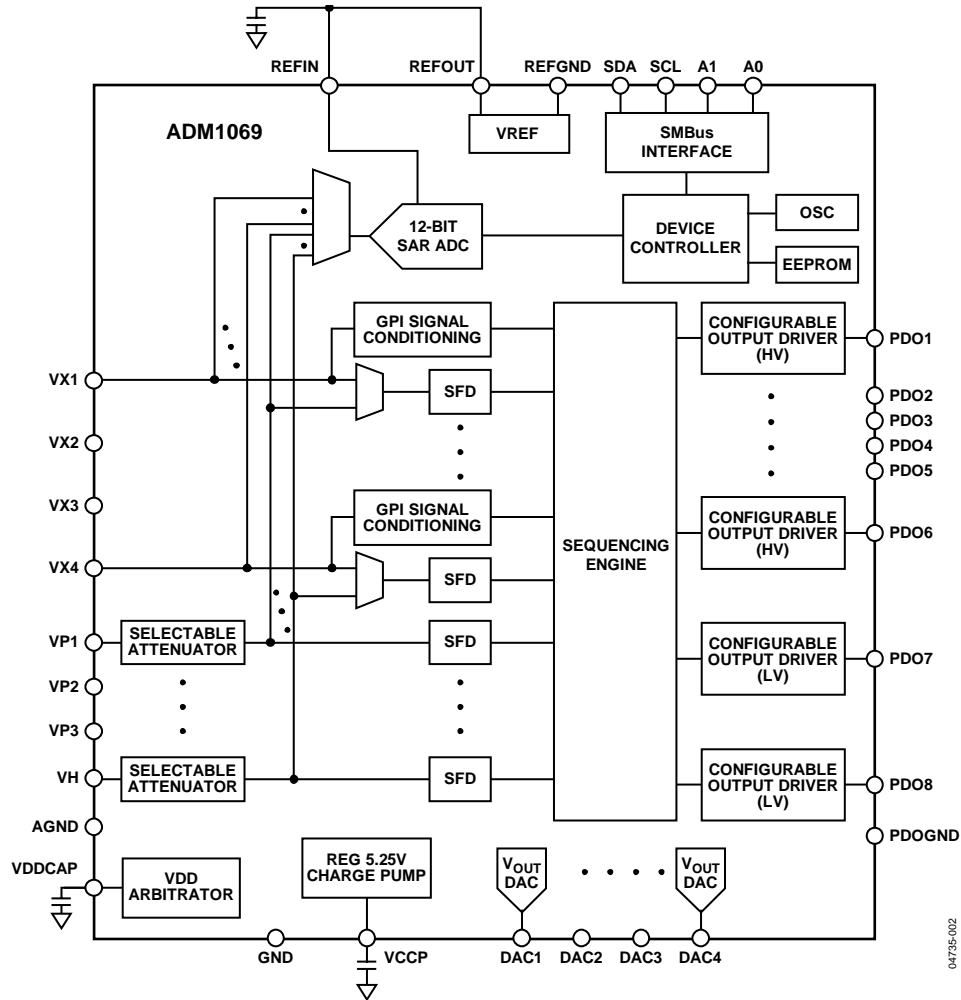 REFIN
REFOUT
REFGND
SDA
SCL
A1
A0
ADM1069
VREF
SMBus
INTERFACE
12-BIT
SAR ADC
DEVICE
CONTROLLER
OSC
EEPROM
GPI SIGNAL
CONDITIONING
SFD
GPI SIGNAL
CONDITIONING
SFD
SFD
SFD
SEQUENCING
ENGINE
CONFIGURABLE
OUTPUT DRIVER
(HV)
CONFIGURABLE
OUTPUT DRIVER
(HV)
CONFIGURABLE
OUTPUT DRIVER
(LV)
CONFIGURABLE
OUTPUT DRIVER
(LV)
PDO1
PDO2
PDO3
PDO4
PDO5
PDO6
PDO7
PDO8
PDOGND
VX1
VX2
VX3
VX4
VP1
VP2
VP3
VH
AGND
VDDCAP
SELECTABLE
ATTENUATOR
SELECTABLE
ATTENUATOR
VDD
ARBITRATOR
REG 5.25V
CHARGE PUMP
VOUT
DAC
VOUT
DAC
GND
VCCP
DAC1
DAC2
DAC3
DAC4
04735-002